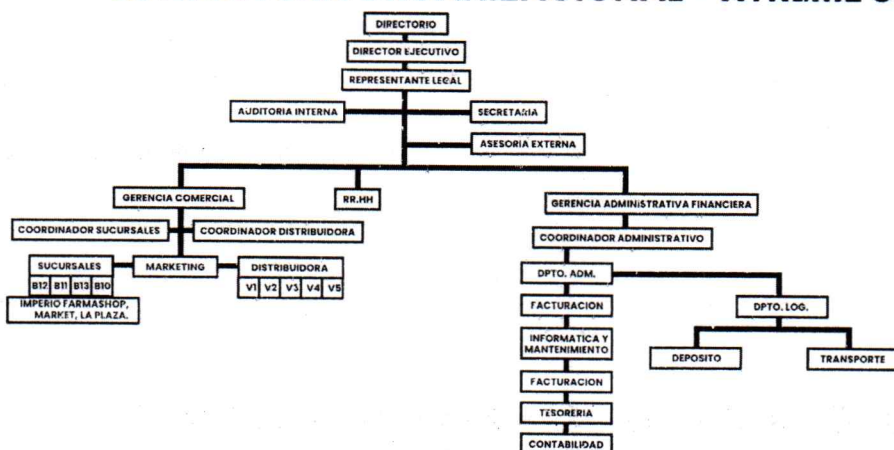 DIRECTORIO
DIRECTOR EJECUTIVO
REPRESENTANTE LEGAL
AUDITORIA INTERNA
SECRETARIA
ASESORIA EXTERNA
GERENCIA COMERCIAL
RR.HH
GERENCIA ADMINISTRATIVA FINANCIERA
COORDINADOR SUCURSALES
COORDINADOR DISTRIBUIDORA
COORDINADOR ADMINISTRATIVO
SUCURSALES
MARKETING
DISTRIBUIDORA
B12 B11 B13 B10
V1 V2 V3 V4 V5
IMPERIO FARMASHOP,
MARKET, LA PLAZA.
DPTO. ADM.
FACTURACION
DPTO. LOG.
INFORMATICA Y
MANTENIMIENTO
DEPOSITO
TRANSPORTE
FACTURACION
TESORERIA
CONTABILIDAD